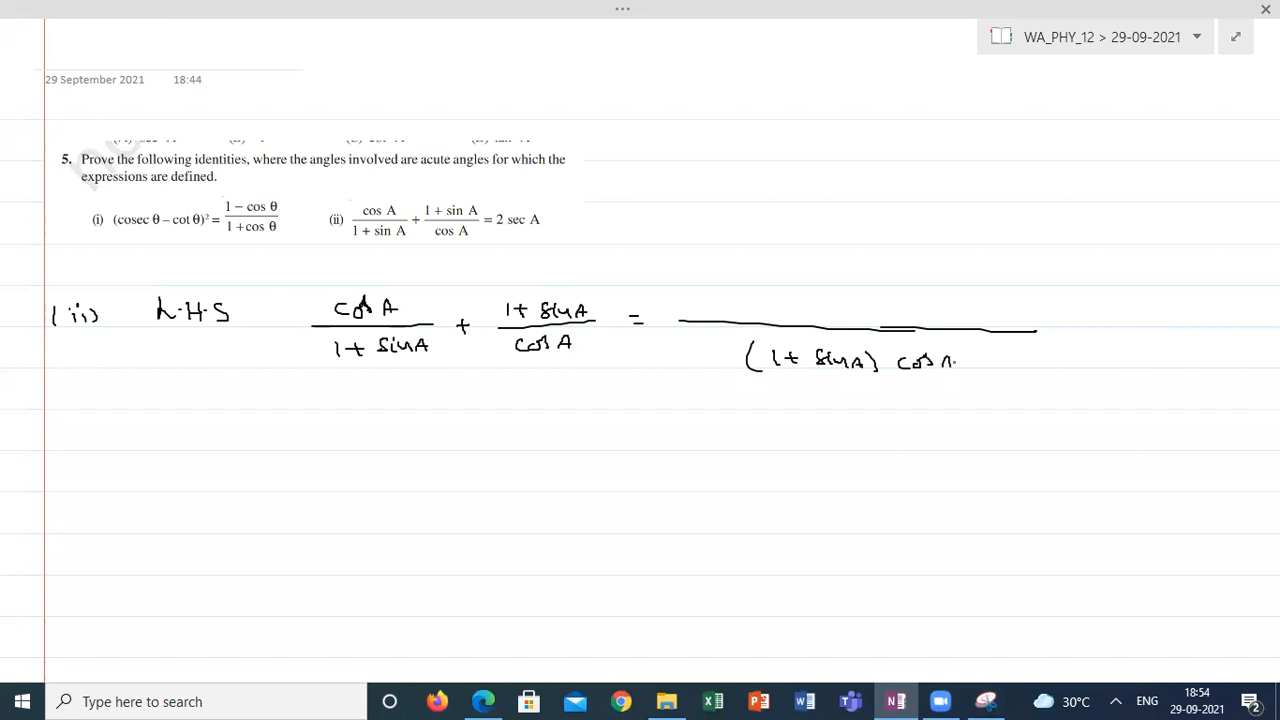 WA_PHY_12 > 29-09-2021
29 September 2021 18:44
5. Prove the following identities, where the angles involved are acute angles for which the
expressions are defined.
(i) (cosec θ – cot θ)² = (1 – cos θ)/(1 + cos θ) (ii) cos A/(1 + sin A) + (1 + sin A)/cos A = 2 sec A
(ii) L.H.S cos A/(1 + sin A) + (1 + sin A)/cos A = /((1 + sin A) cos A
Type here to search
30°C
ENG
18:54
29-09-2021
2